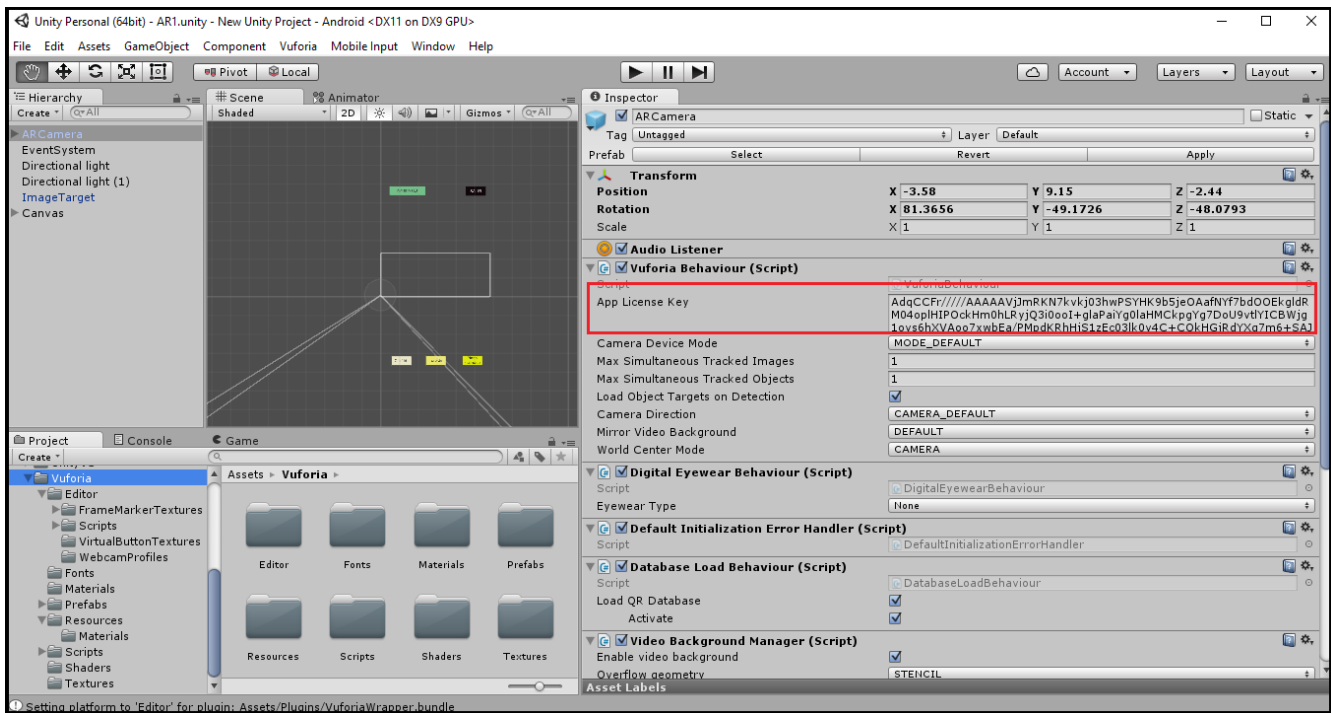 Unity Personal (64bit) - AR1.unity - New Unity Project - Android <DX11 on DX9 GPU>
File Edit Assets GameObject Component Vuforia Mobile Input Window Help
Pivot Local Account Layers Layout
Hierarchy
Create All
ARCamera
EventSystem
Directional light
Directional light (1)
ImageTarget
Canvas
Scene Animator
Shaded 2D Gizmos All
Inspector
ARCamera Static
Tag Untagged Layer Default
Prefab Select Revert Apply
Transform
Position X -3.58 Y 9.15 Z -2.44
Rotation X 81.3656 Y -49.1726 Z -48.0793
Scale X 1 Y 1 Z 1
Audio Listener
Vuforia Behaviour (Script)
Script VuforiaBehaviour
App License Key AdqCCFr/////AAAAAVjJmRKN7kvkj03hwPSYHK9b5jeOAafNYf7bdOOEkgldR
M04oplHIPOckHm0hLRyjQ3i0ooI+glaPaiYg0laHMCkpgYg7DoU9vtlYICBWjg
1ovs6hXVAoo7xwbEa/PMpdKRhHiS1zEc03lk0v4C+COkHGiRdYXg7m6+SAJ
Camera Device Mode MODE_DEFAULT
Max Simultaneous Tracked Images 1
Max Simultaneous Tracked Objects 1
Load Object Targets on Detection
Camera Direction CAMERA_DEFAULT
Mirror Video Background DEFAULT
World Center Mode CAMERA
Digital Eyewear Behaviour (Script)
Script DigitalEyewearBehaviour
Eyewear Type None
Default Initialization Error Handler (Script)
Script DefaultInitializationErrorHandler
Database Load Behaviour (Script)
Script DatabaseLoadBehaviour
Load QR Database
Activate
Video Background Manager (Script)
Enable video background
Overflow geometry STENCIL
Asset Labels
Project Console
Create
Vuforia
Editor
FrameMarkerTextures
Scripts
VirtualButtonTextures
WebcamProfiles
Fonts
Materials
Prefabs
Resources
Materials
Scripts
Shaders
Textures
Game
Assets Vuforia
Editor Fonts Materials Prefabs
Resources Scripts Shaders Textures
Setting platform to 'Editor' for plugin: Assets/Plugins/VuforiaWrapper.bundle